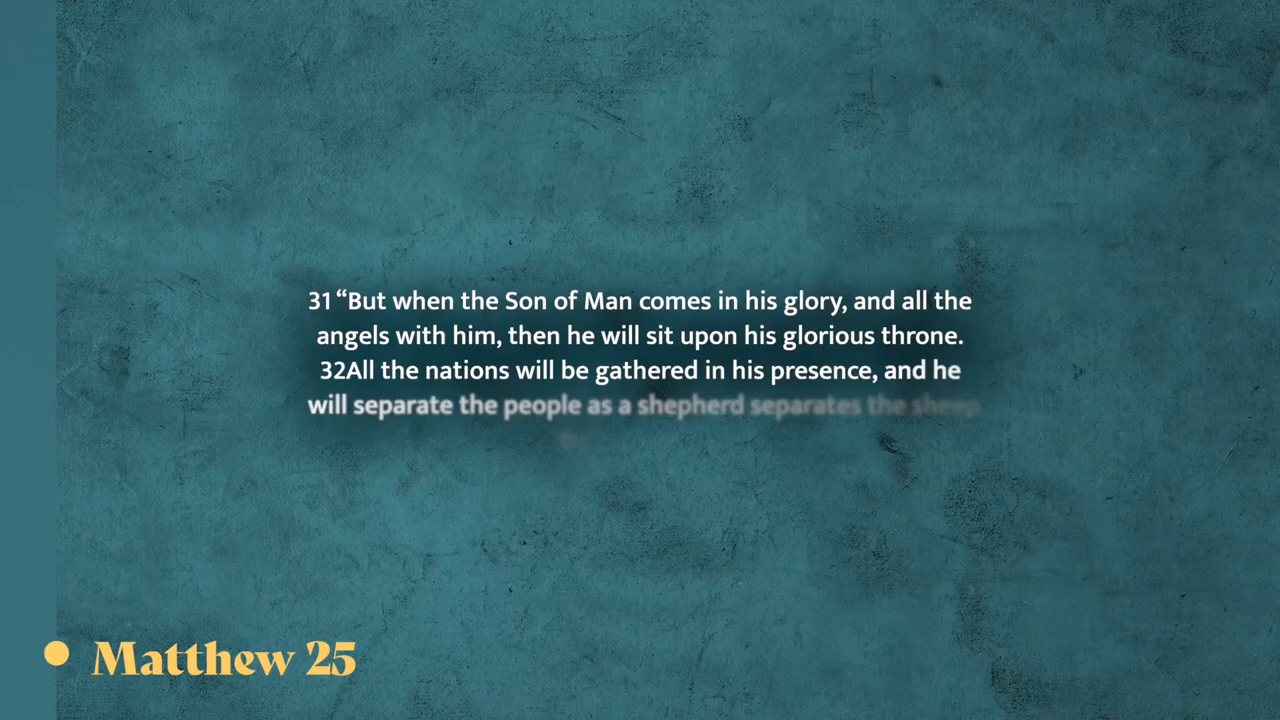 31 “But when the Son of Man comes in his glory, and all the
angels with him, then he will sit upon his glorious throne.
32All the nations will be gathered in his presence, and he
will separate the people as a shepherd separates the sheep
Matthew 25